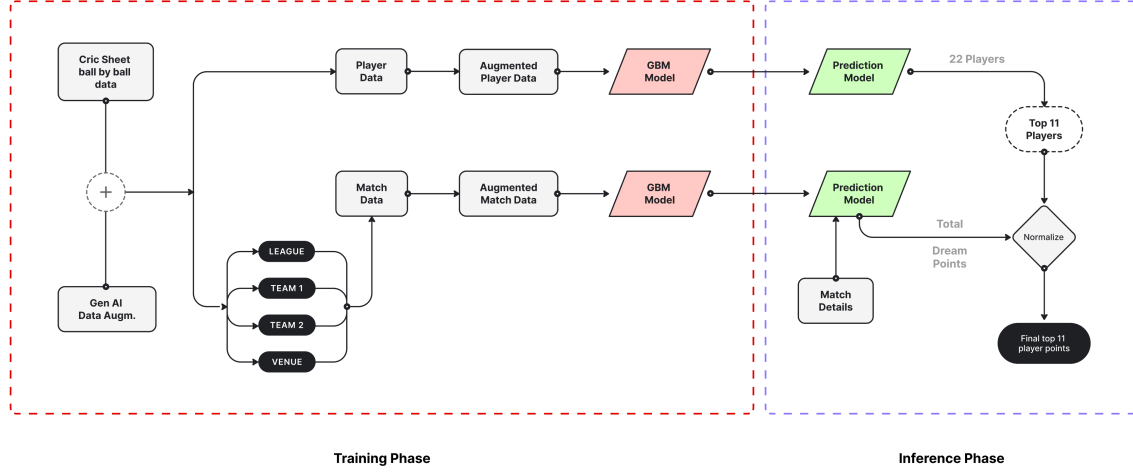 Cric Sheet
ball by ball
data
Player
Data
Augmented
Player Data
GBM
Model
Prediction
Model
22 Players
Top 11
Players
+
Match
Data
Augmented
Match Data
GBM
Model
Prediction
Model
Total
Dream
Points
Normalize
LEAGUE
TEAM 1
TEAM 2
VENUE
Gen AI
Data Augm.
Match
Details
Final top 11
player points
Training Phase
Inference Phase